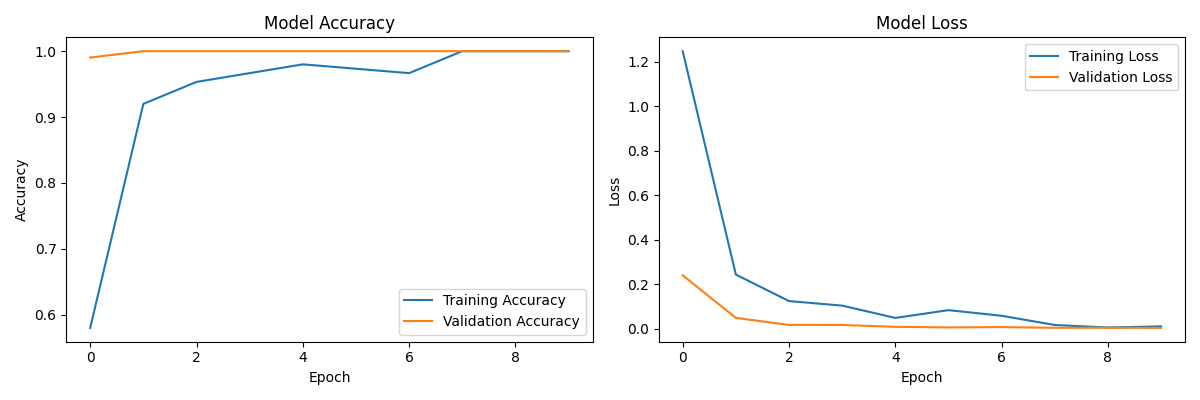 Model Accuracy
1.0
0.9
0.8
0.7
0.6
Accuracy
0 2 4 6 8
Epoch
Training Accuracy
Validation Accuracy
Model Loss
1.2
1.0
0.8
0.6
0.4
0.2
0.0
Loss
0 2 4 6 8
Epoch
Training Loss
Validation Loss